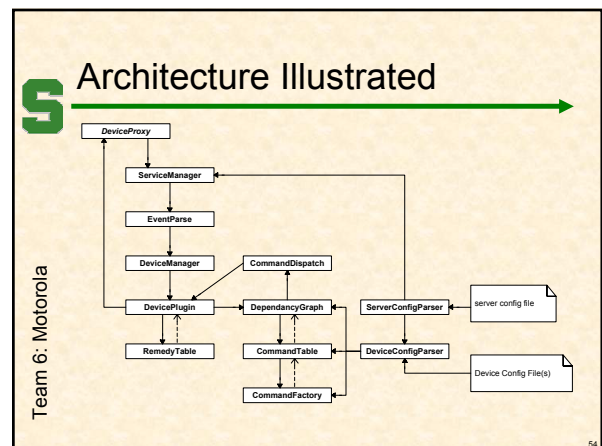 Architecture Illustrated
S
DeviceProxy
ServiceManager
EventParse
DeviceManager
CommandDispatch
DevicePlugin
DependancyGraph
ServerConfigParser
server config file
RemedyTable
CommandTable
DeviceConfigParser
Device Config File(s)
CommandFactory
Team 6: Motorola
54